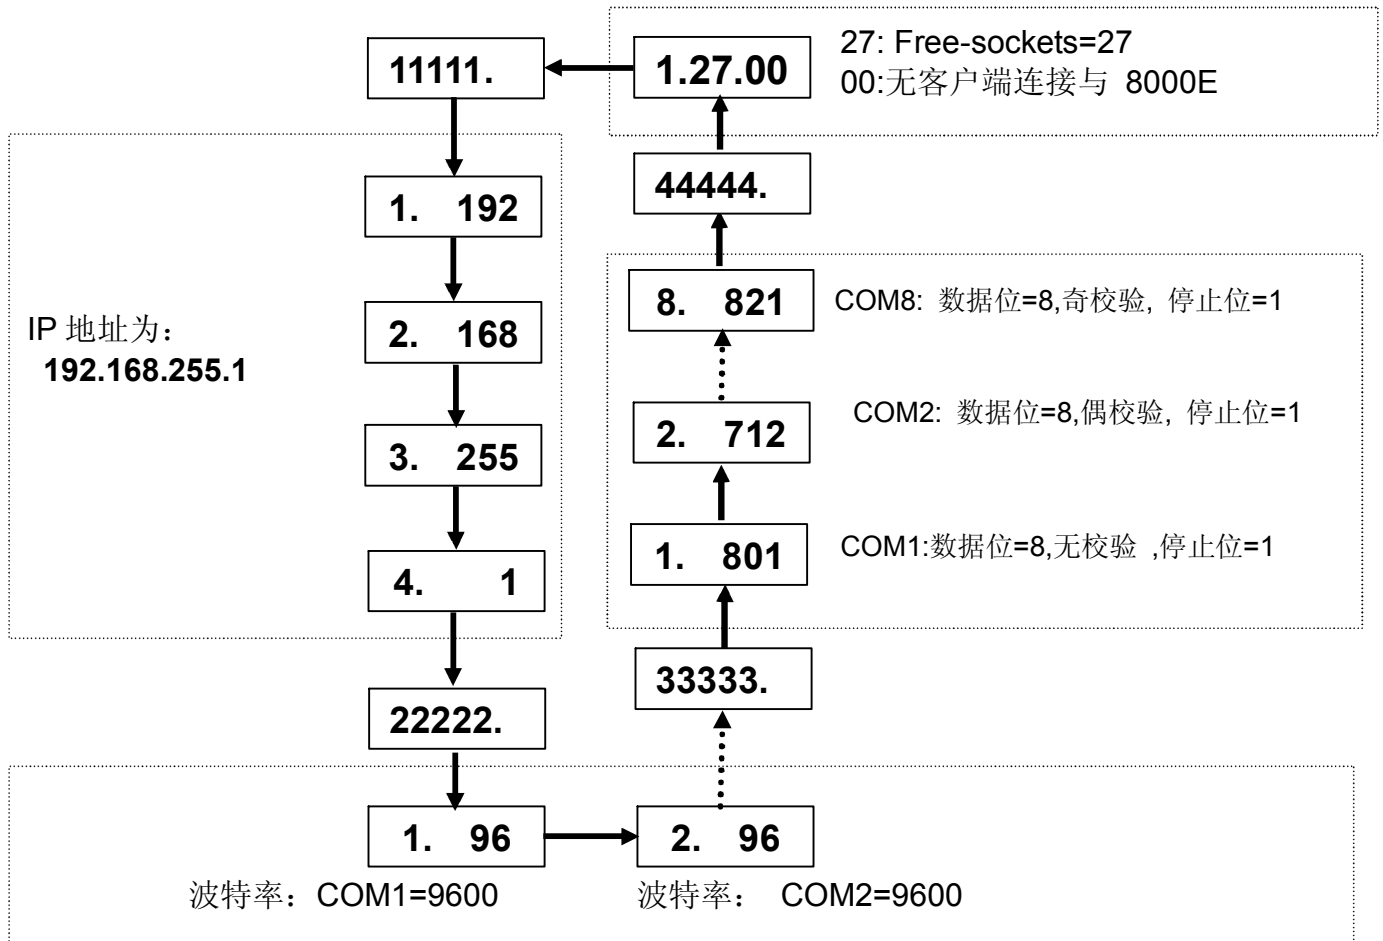 27: Free-sockets=27
00:无客户端连接与 8000E
11111.
1.27.00
44444.
1. 192
2. 168
3. 255
4. 1
IP 地址为：
192.168.255.1
8. 821
COM8: 数据位=8,奇校验, 停止位=1
2. 712
COM2: 数据位=8,偶校验, 停止位=1
1. 801
COM1:数据位=8,无校验 ,停止位=1
33333.
22222.
1. 96
2. 96
波特率：COM1=9600
波特率： COM2=9600